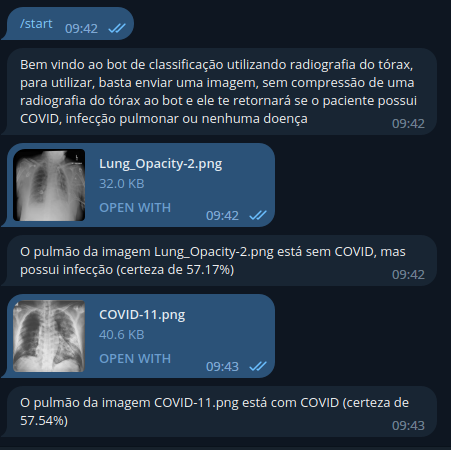 /start 09:42
Bem vindo ao bot de classificação utilizando radiografia do tórax,
para utilizar, basta enviar uma imagem, sem compressão de uma
radiografia do tórax ao bot e ele te retornará se o paciente possui
COVID, infecção pulmonar ou nenhuma doença
09:42
Lung_Opacity-2.png
32.0 KB
OPEN WITH
09:42
O pulmão da imagem Lung_Opacity-2.png está sem COVID, mas
possui infecção (certeza de 57.17%)
09:42
COVID-11.png
40.6 KB
OPEN WITH
09:43
O pulmão da imagem COVID-11.png está com COVID (certeza de
57.54%)
09:43